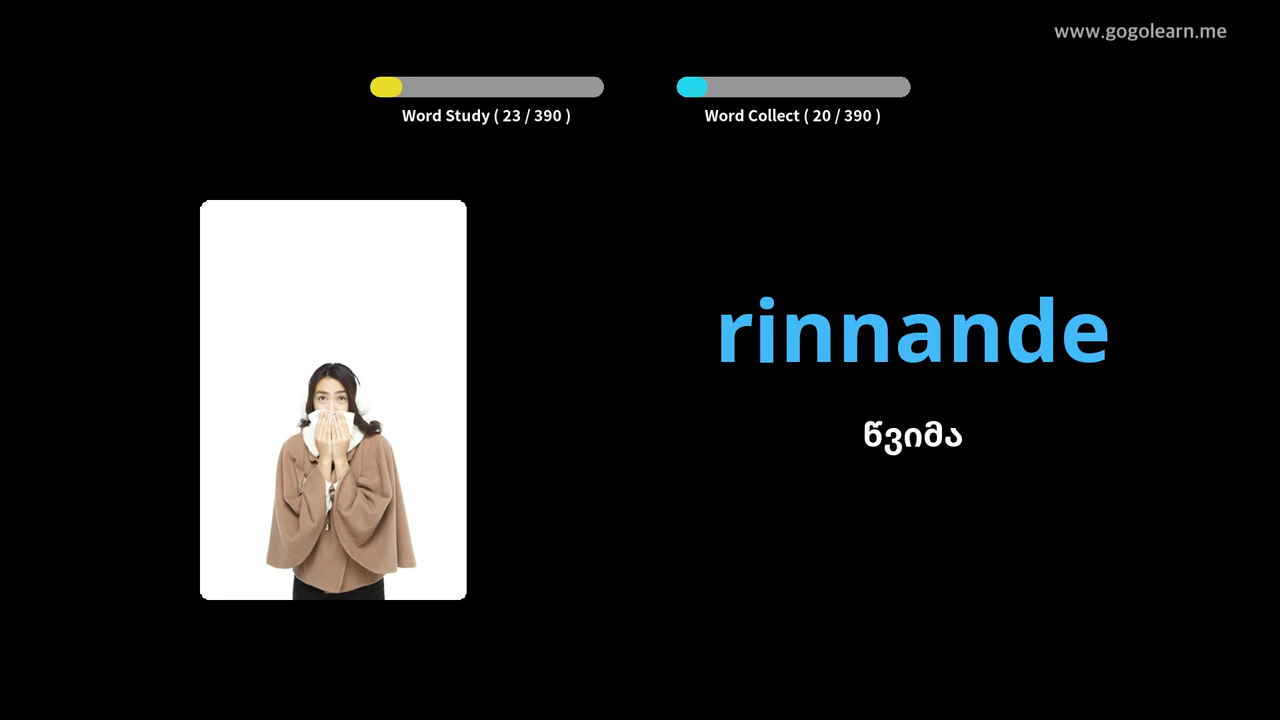 www.gogolearn.me
Word Study ( 23 / 390 )
Word Collect ( 20 / 390 )
rinnande
წვიმა